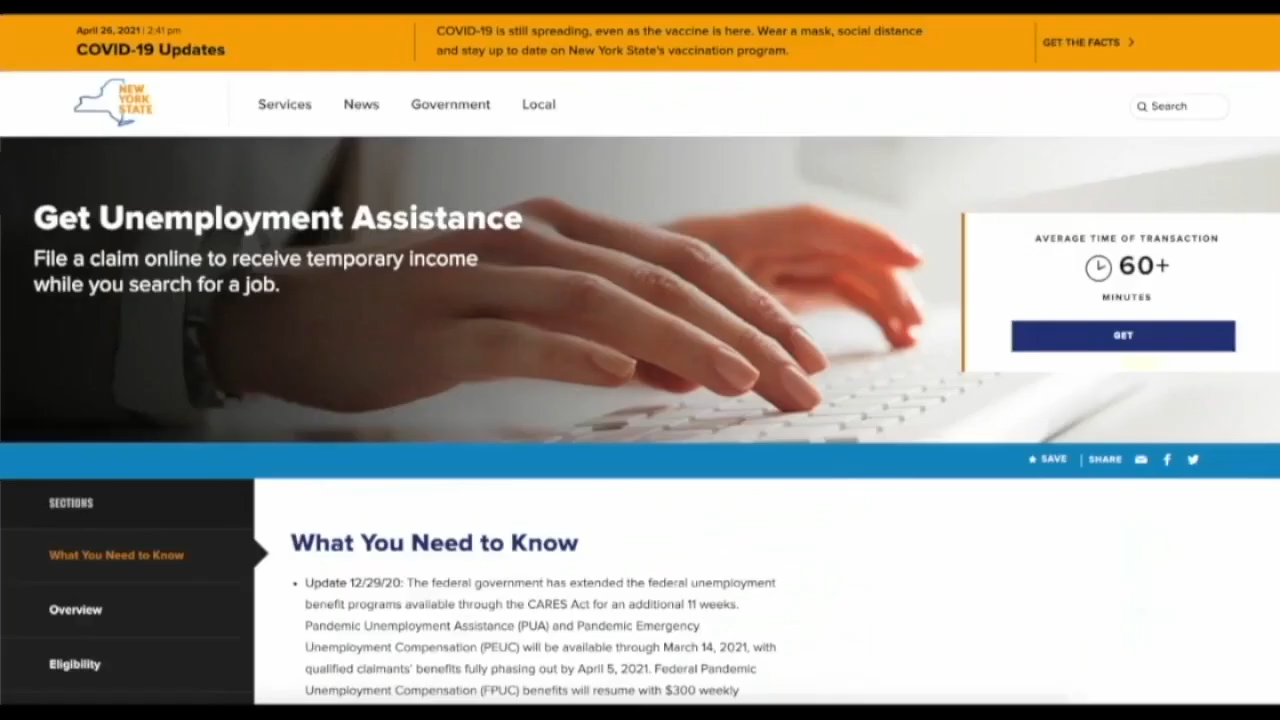 April 26, 2021 | 2:41 pm
COVID-19 Updates
COVID-19 is still spreading, even as the vaccine is here. Wear a mask, social distance
and stay up to date on New York State's vaccination program.
GET THE FACTS
NEW
YORK
STATE
Services
News
Government
Local
Search
Get Unemployment Assistance
File a claim online to receive temporary income
while you search for a job.
AVERAGE TIME OF TRANSACTION
60+
MINUTES
GET
SAVE
SHARE
SECTIONS
What You Need to Know
Overview
Eligibility
What You Need to Know
• Update 12/29/20: The federal government has extended the federal unemployment
benefit programs available through the CARES Act for an additional 11 weeks.
Pandemic Unemployment Assistance (PUA) and Pandemic Emergency
Unemployment Compensation (PEUC) will be available through March 14, 2021, with
qualified claimants' benefits fully phasing out by April 5, 2021. Federal Pandemic
Unemployment Compensation (FPUC) benefits will resume with $300 weekly